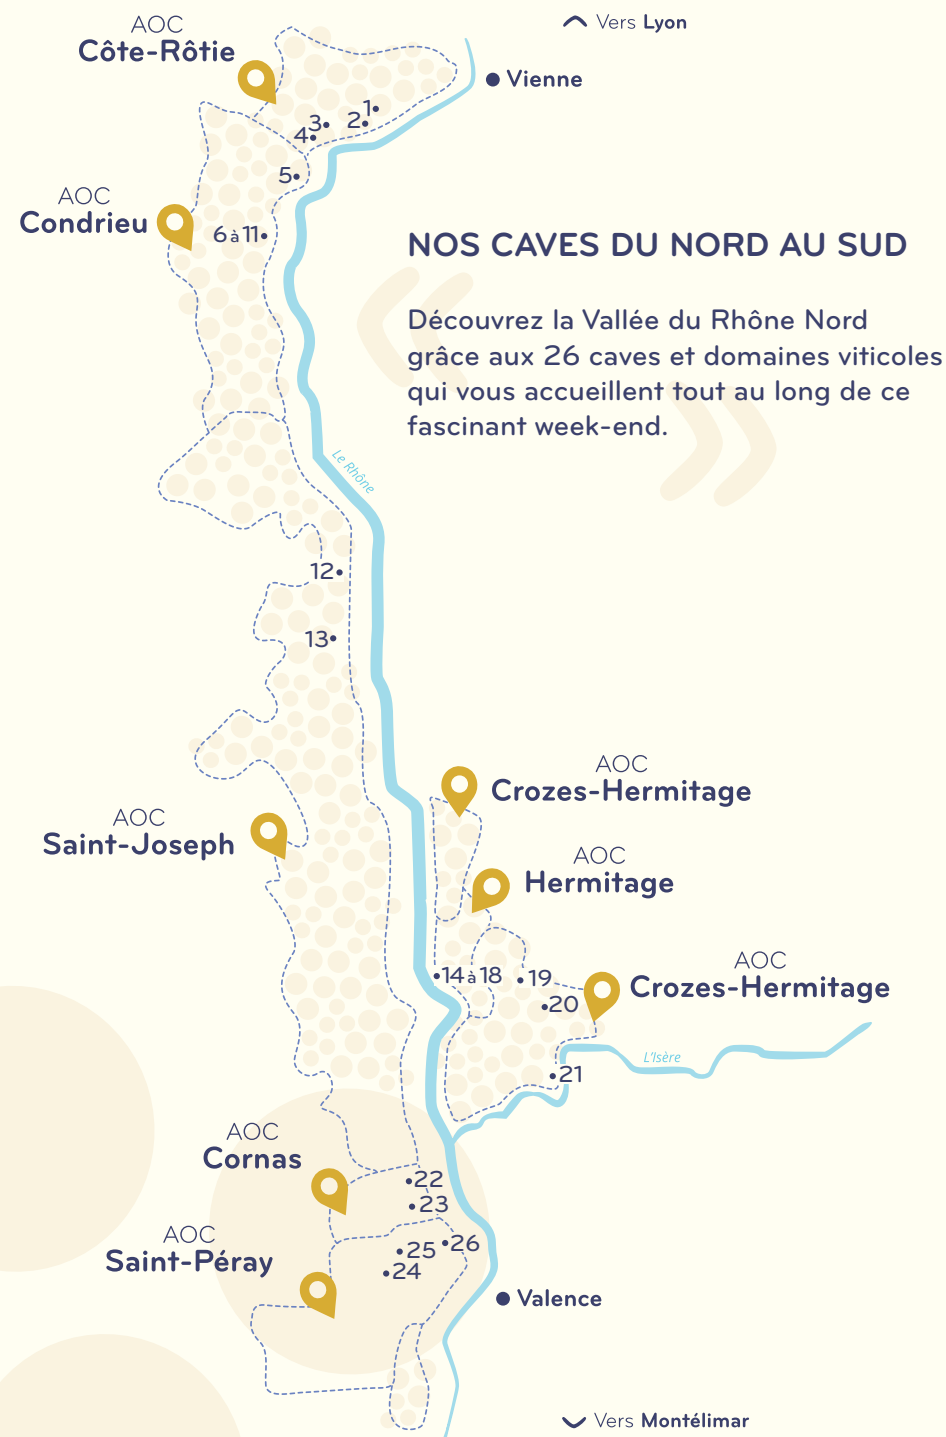 Vers Lyon
AOC
Côte-Rôtie
Vienne
1
2
3
4
5
AOC
Condrieu
6 à 11
NOS CAVES DU NORD AU SUD
Découvrez la Vallée du Rhône Nord
grâce aux 26 caves et domaines viticoles
qui vous accueillent tout au long de ce
fascinant week-end.
Le Rhône
12
13
AOC
Crozes-Hermitage
AOC
Saint-Joseph
AOC
Hermitage
14 à 18
19
AOC
Crozes-Hermitage
20
L'Isère
21
AOC
Cornas
22
23
AOC
Saint-Péray
25
26
24
Valence
Vers Montélimar